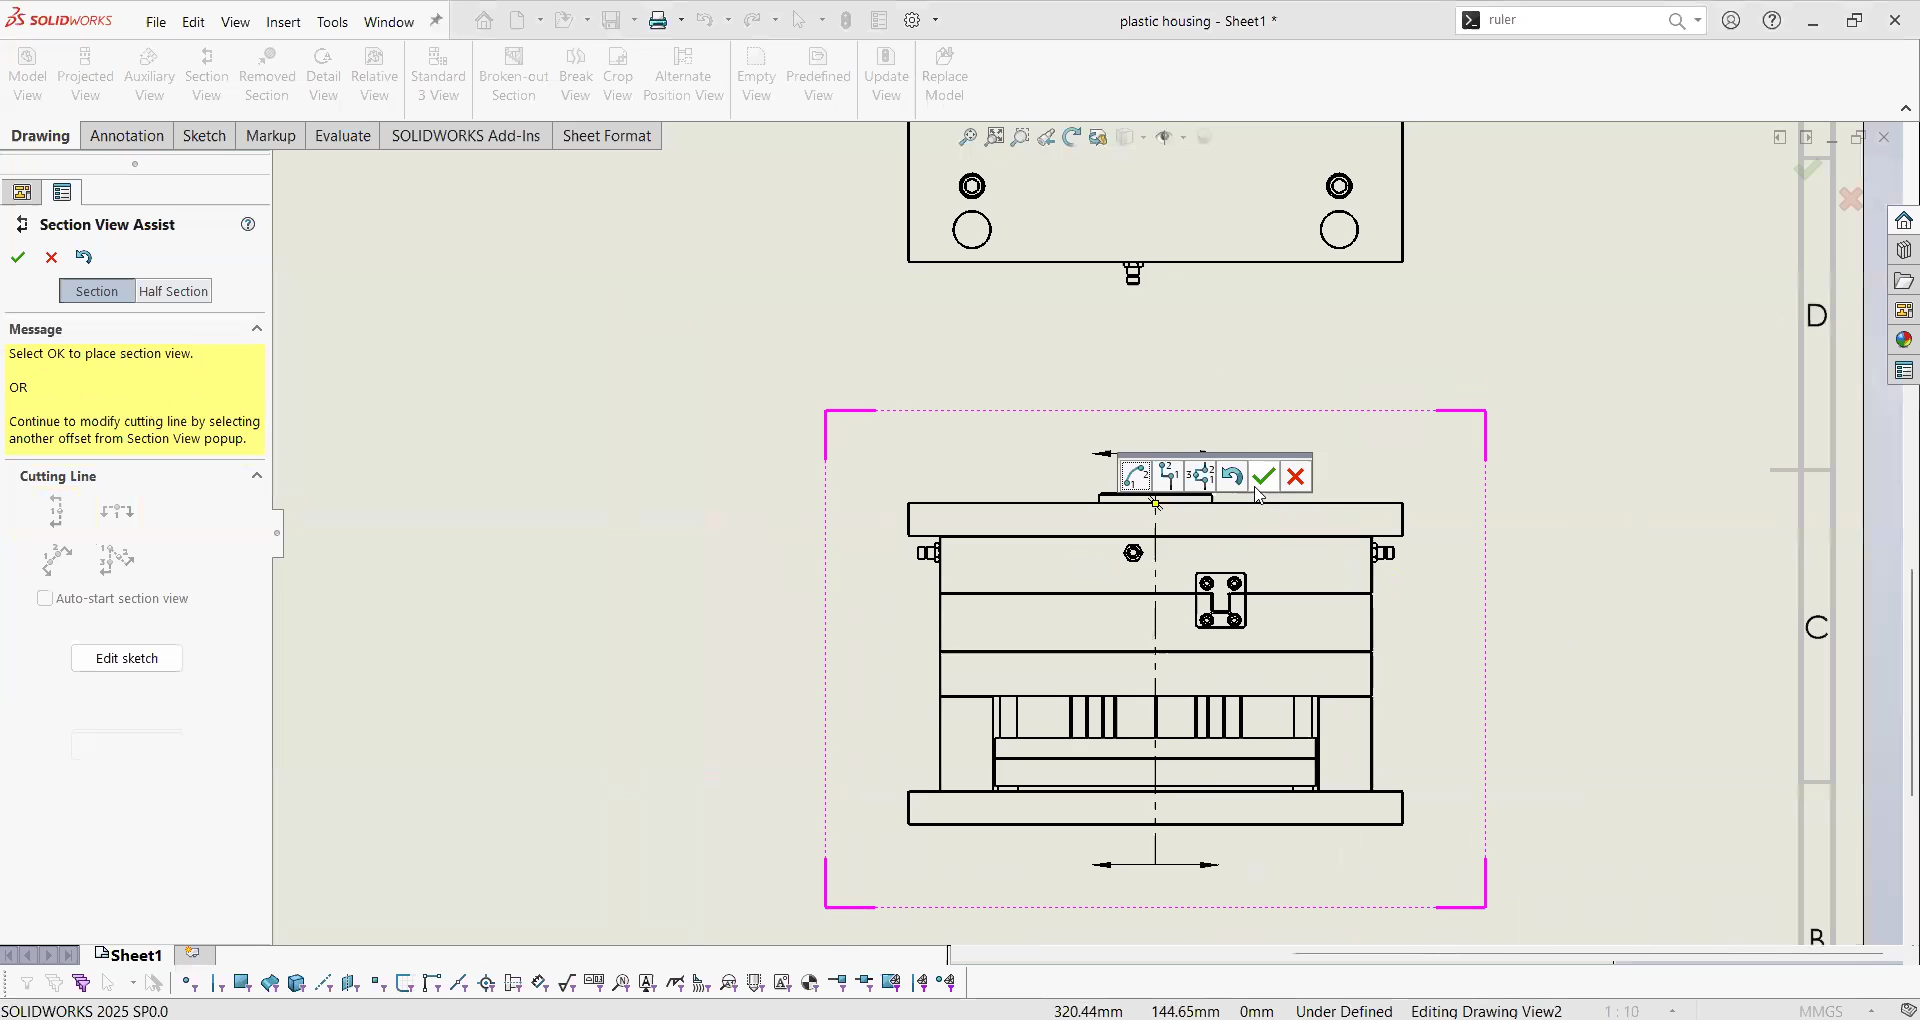 SOLIDWORKS File Edit View Insert Tools Window plastic housing - Sheet1 * ruler
Model View Projected View Auxiliary View Section View Removed Section Detail View Relative View Standard 3 View Broken-out Section Break View Crop View Alternate Position View Empty View Predefined View Update View Replace Model
Drawing Annotation Sketch Markup Evaluate SOLIDWORKS Add-Ins Sheet Format
Section View Assist
Section Half Section
Message
Select OK to place section view.
OR
Continue to modify cutting line by selecting
another offset from Section View popup.
Cutting Line
Auto-start section view
Edit sketch
D
C
B
Sheet1
SOLIDWORKS 2025 SP0.0 320.44mm 144.65mm 0mm Under Defined Editing Drawing View2 1 : 10 MMGS